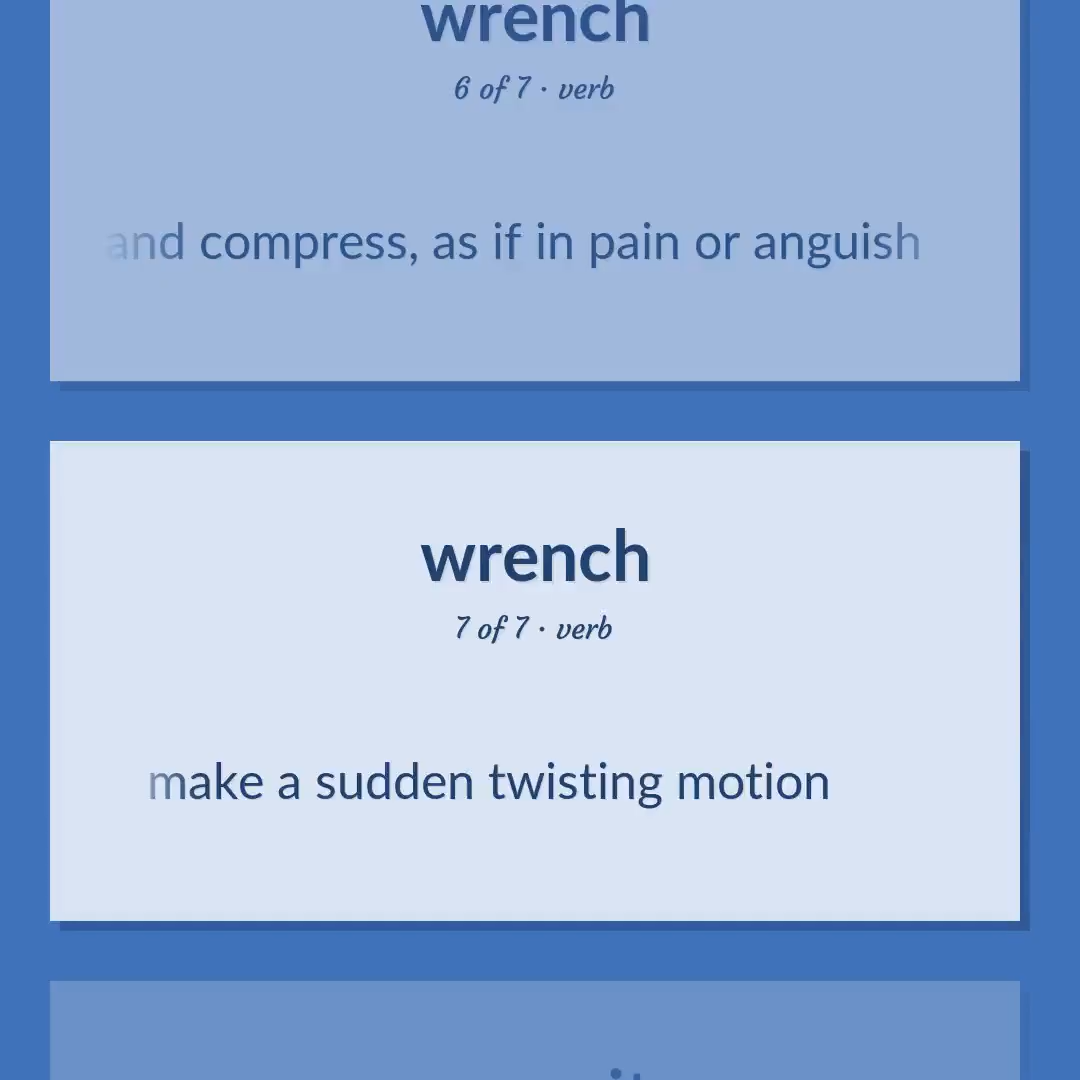 wrench
6 of 7 · verb
and compress, as if in pain or anguish
wrench
7 of 7 · verb
make a sudden twisting motion